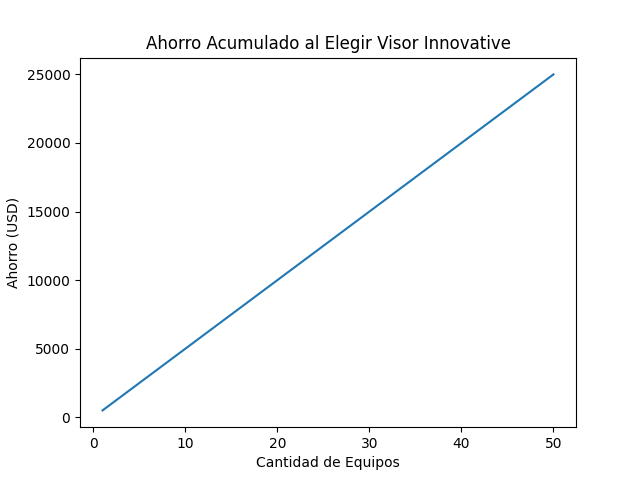 Ahorro Acumulado al Elegir Visor Innovative
Ahorro (USD)
25000
20000
15000
10000
5000
0
0 10 20 30 40 50
Cantidad de Equipos